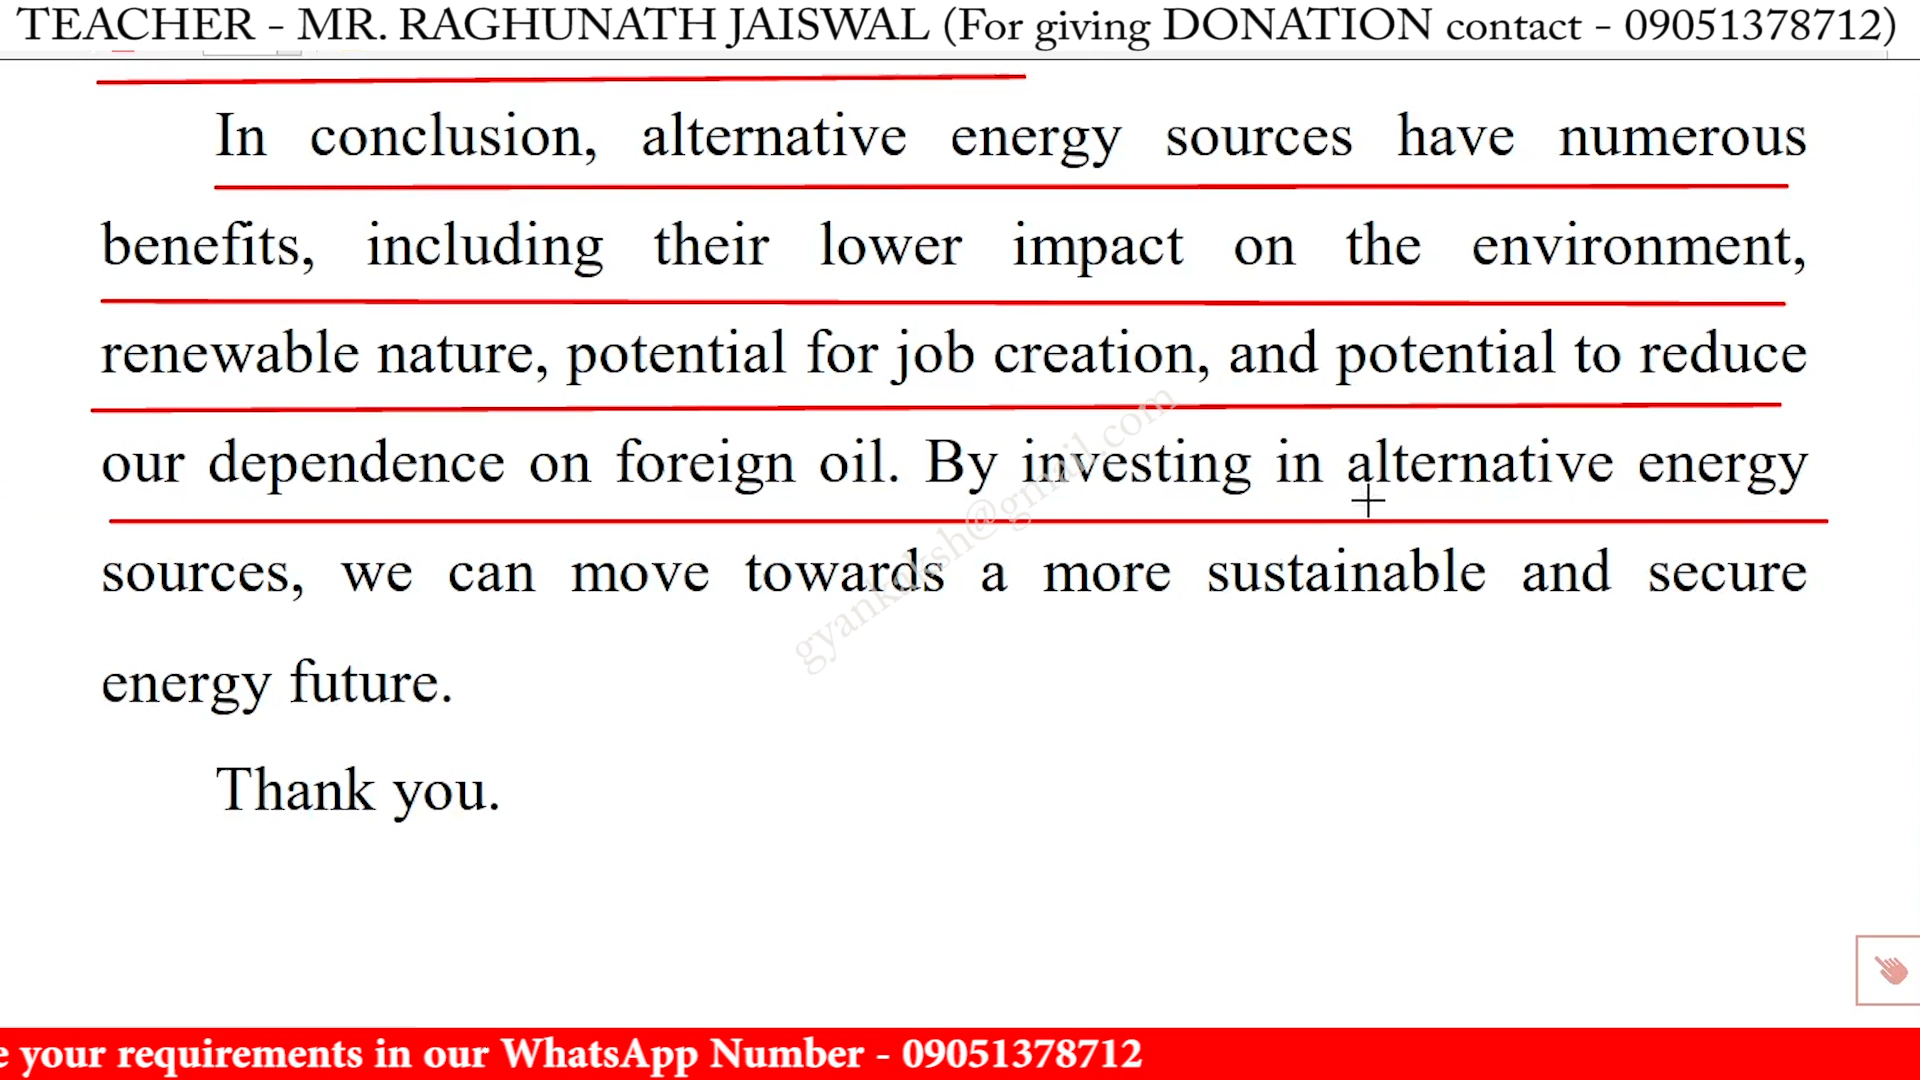 TEACHER - MR. RAGHUNATH JAISWAL (For giving DONATION contact - 09051378712)
In conclusion, alternative energy sources have numerous
benefits, including their lower impact on the environment,
renewable nature, potential for job creation, and potential to reduce
our dependence on foreign oil. By investing in alternative energy
sources, we can move towards a more sustainable and secure
energy future.
Thank you.
e your requirements in our WhatsApp Number - 09051378712